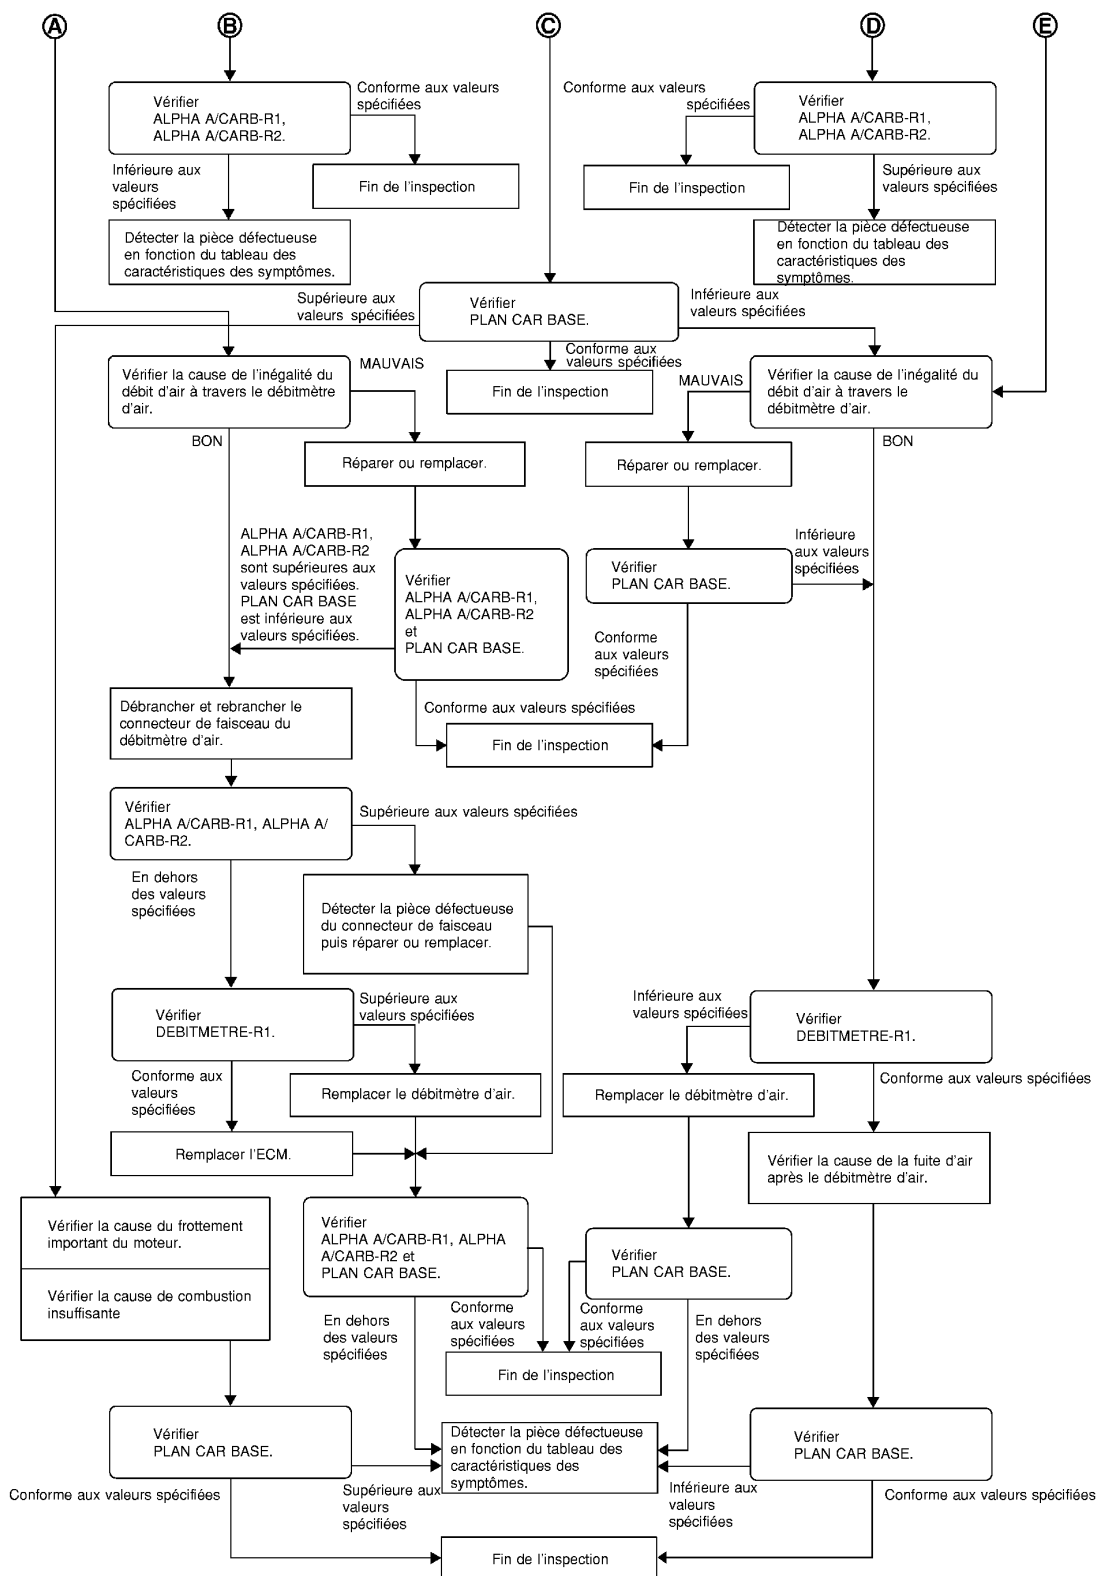 A
B
C
D
E
Vérifier
ALPHA A/CARB-R1,
ALPHA A/CARB-R2.
Conforme aux valeurs
spécifiées
Conforme aux valeurs
spécifiées
Vérifier
ALPHA A/CARB-R1,
ALPHA A/CARB-R2.
Inférieure aux
valeurs
spécifiées
Fin de l'inspection
Fin de l'inspection
Supérieure aux
valeurs spécifiées
Détecter la pièce défectueuse
en fonction du tableau des
caractéristiques des symptômes.
Détecter la pièce défectueuse
en fonction du tableau des
caractéristiques des
symptômes.
Supérieure aux
valeurs spécifiées
Vérifier
PLAN CAR BASE.
Inférieure aux
valeurs spécifiées
Conforme aux
valeurs spécifiées
Vérifier la cause de l'inégalité du
débit d'air à travers le débitmètre
d'air.
MAUVAIS
Fin de l'inspection
MAUVAIS
Vérifier la cause de l'inégalité du
débit d'air à travers le
débitmètre d'air.
BON
BON
Réparer ou remplacer.
Réparer ou remplacer.
ALPHA A/CARB-R1,
ALPHA A/CARB-R2
sont supérieures aux
valeurs spécifiées.
PLAN CAR BASE
est inférieure aux
valeurs spécifiées.
Vérifier
ALPHA A/CARB-R1,
ALPHA A/CARB-R2
et
PLAN CAR BASE.
Vérifier
PLAN CAR BASE.
Inférieure
aux valeurs
spécifiées
Conforme
aux valeurs
spécifiées
Débrancher et rebrancher le
connecteur de faisceau du
débitmètre d'air.
Conforme aux valeurs spécifiées
Fin de l'inspection
Vérifier
ALPHA A/CARB-R1, ALPHA A/
CARB-R2.
Supérieure aux valeurs spécifiées
En dehors
des valeurs
spécifiées
Détecter la pièce défectueuse
du connecteur de faisceau
puis réparer ou remplacer.
Vérifier
DEBITMETRE-R1.
Supérieure aux
valeurs spécifiées
Inférieure aux
valeurs spécifiées
Vérifier
DEBITMETRE-R1.
Conforme aux
valeurs
spécifiées
Remplacer le débitmètre d'air.
Remplacer le débitmètre d'air.
Conforme aux valeurs spécifiées
Remplacer l'ECM.
Vérifier la cause de la fuite d'air
après le débitmètre d'air.
Vérifier la cause du frottement
important du moteur.
Vérifier la cause de combustion
insuffisante
Vérifier
ALPHA A/CARB-R1, ALPHA
A/CARB-R2 et
PLAN CAR BASE.
Vérifier
PLAN CAR BASE.
En dehors
des valeurs
spécifiées
Conforme
aux valeurs
spécifiées
Conforme
aux valeurs
spécifiées
En dehors
des valeurs
spécifiées
Fin de l'inspection
Vérifier
PLAN CAR BASE.
Détecter la pièce défectueuse
en fonction du tableau des
caractéristiques des
symptômes.
Vérifier
PLAN CAR BASE.
Conforme aux valeurs spécifiées
Supérieure aux
valeurs
spécifiées
Inférieure aux
valeurs
spécifiées
Conforme aux valeurs spécifiées
Fin de l'inspection